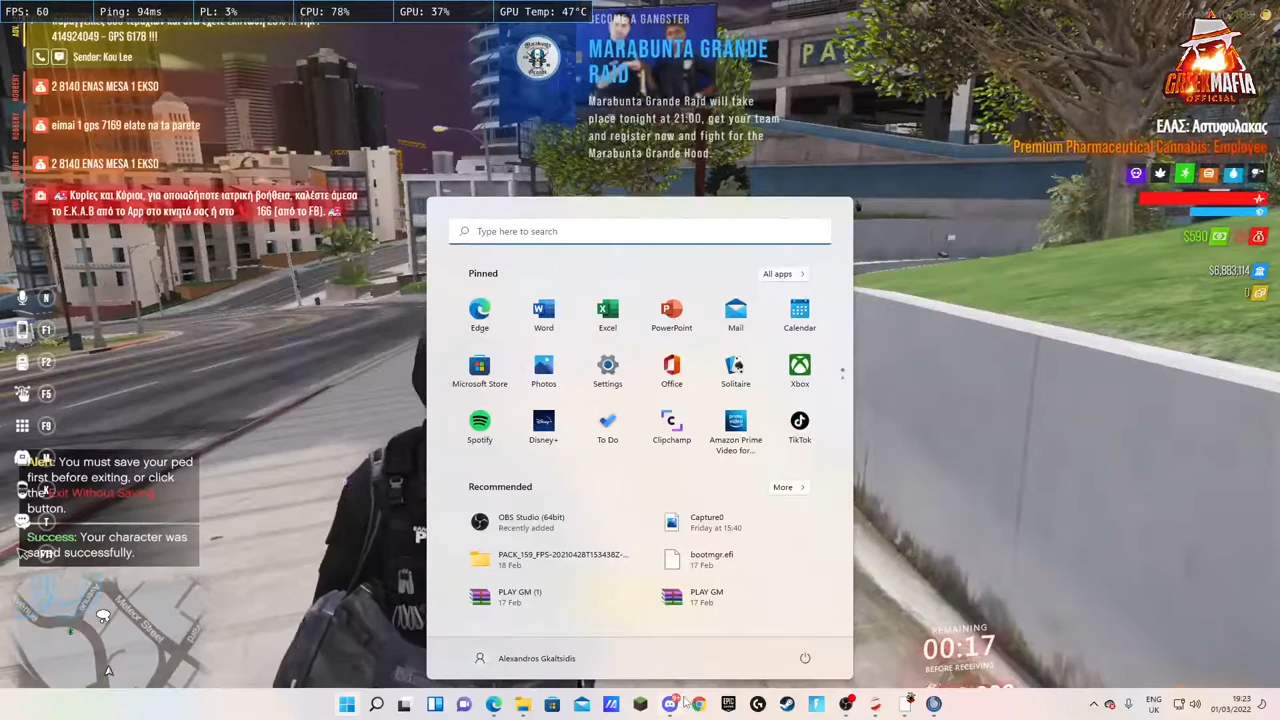 FPS: 60
Ping: 94ms
PL: 3%
CPU: 78%
GPU: 37%
GPU Temp: 47°C
414924049 - GPS 6178 !!!
Sender: Kou Lee
2 8140 ENAS MESA 1 EKSO
eimai 1 gps 7169 elate na ta parete
2 8140 ENAS MESA 1 EKSO
Κυρίες και Κύριοι, για οποιαδήποτε ιατρική βοήθεια, καλέστε άμεσα
το Ε.Κ.Α.Β από το App στο κινητό σας ή στο 166 [από το FB].
BECOME A GANGSTER
MARABUNTA GRANDE
RAID
Marabunta Grande Raid will take
place tonight at 21:00, get your team
and register now and fight for the
Marabunta Grande Hood.
GREEKMAFIA
OFFICIAL
ΕΛΑΣ: Αστυφυλακας
Premium Pharmaceutical Cannabis: Employee
$590
$6,883,114
0
N
F1
F2
F5
F9
Alert: You must save your ped
first before exiting, or click
the Exit Without Saving
button.
Success: Your character was
saved successfully.
Meteor Street
Type here to search
Pinned
All apps
Edge
Word
Excel
PowerPoint
Mail
Calendar
Microsoft Store
Photos
Settings
Office
Solitaire
Xbox
Spotify
Disney+
To Do
Clipchamp
Amazon Prime
Video for...
TikTok
Recommended
More
OBS Studio (64bit)
Recently added
Capture0
Friday at 15:40
PACK_159_FPS-20210428T153438Z-...
18 Feb
bootmgr.efi
17 Feb
PLAY GM (1)
17 Feb
PLAY GM
17 Feb
Alexandros Gkaltsidis
REMAINING
00:17
BEFORE RECEIVING
ENG
UK
19:23
01/03/2022